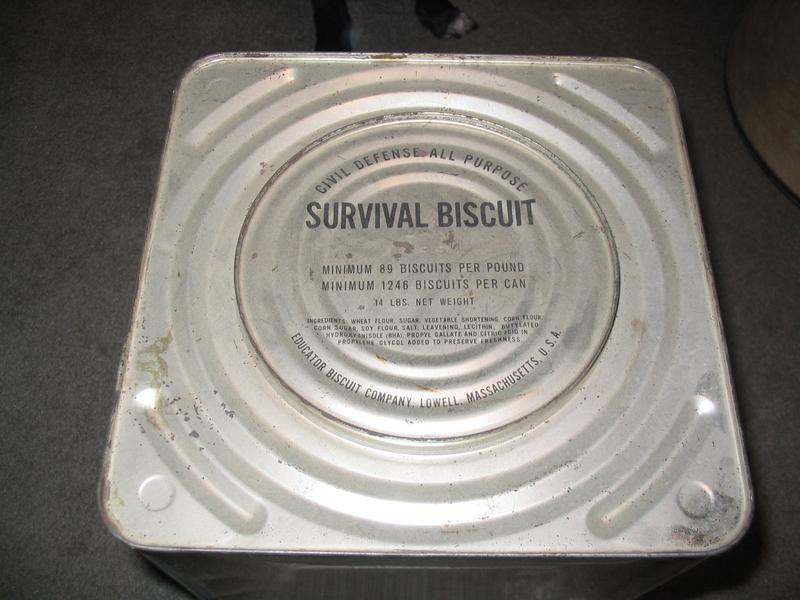 CIVIL DEFENSE ALL PURPOSE
SURVIVAL BISCUIT
MINIMUM 89 BISCUITS PER POUND
MINIMUM 1246 BISCUITS PER CAN
14 LBS. NET WEIGHT
INGREDIENTS: WHEAT FLOUR, SUGAR, VEGETABLE SHORTENING, CORN FLOUR,
CORN SUGAR, SOY FLOUR, SALT, LEAVENING, LECITHIN, BUTYLATED
HYDROXYANISOLE (BHA), PROPYL GALLATE AND CITRIC ACID IN
PROPYLENE GLYCOL ADDED TO PRESERVE FRESHNESS
EDUCATOR BISCUIT COMPANY, LOWELL, MASSACHUSETTS, U.S.A.